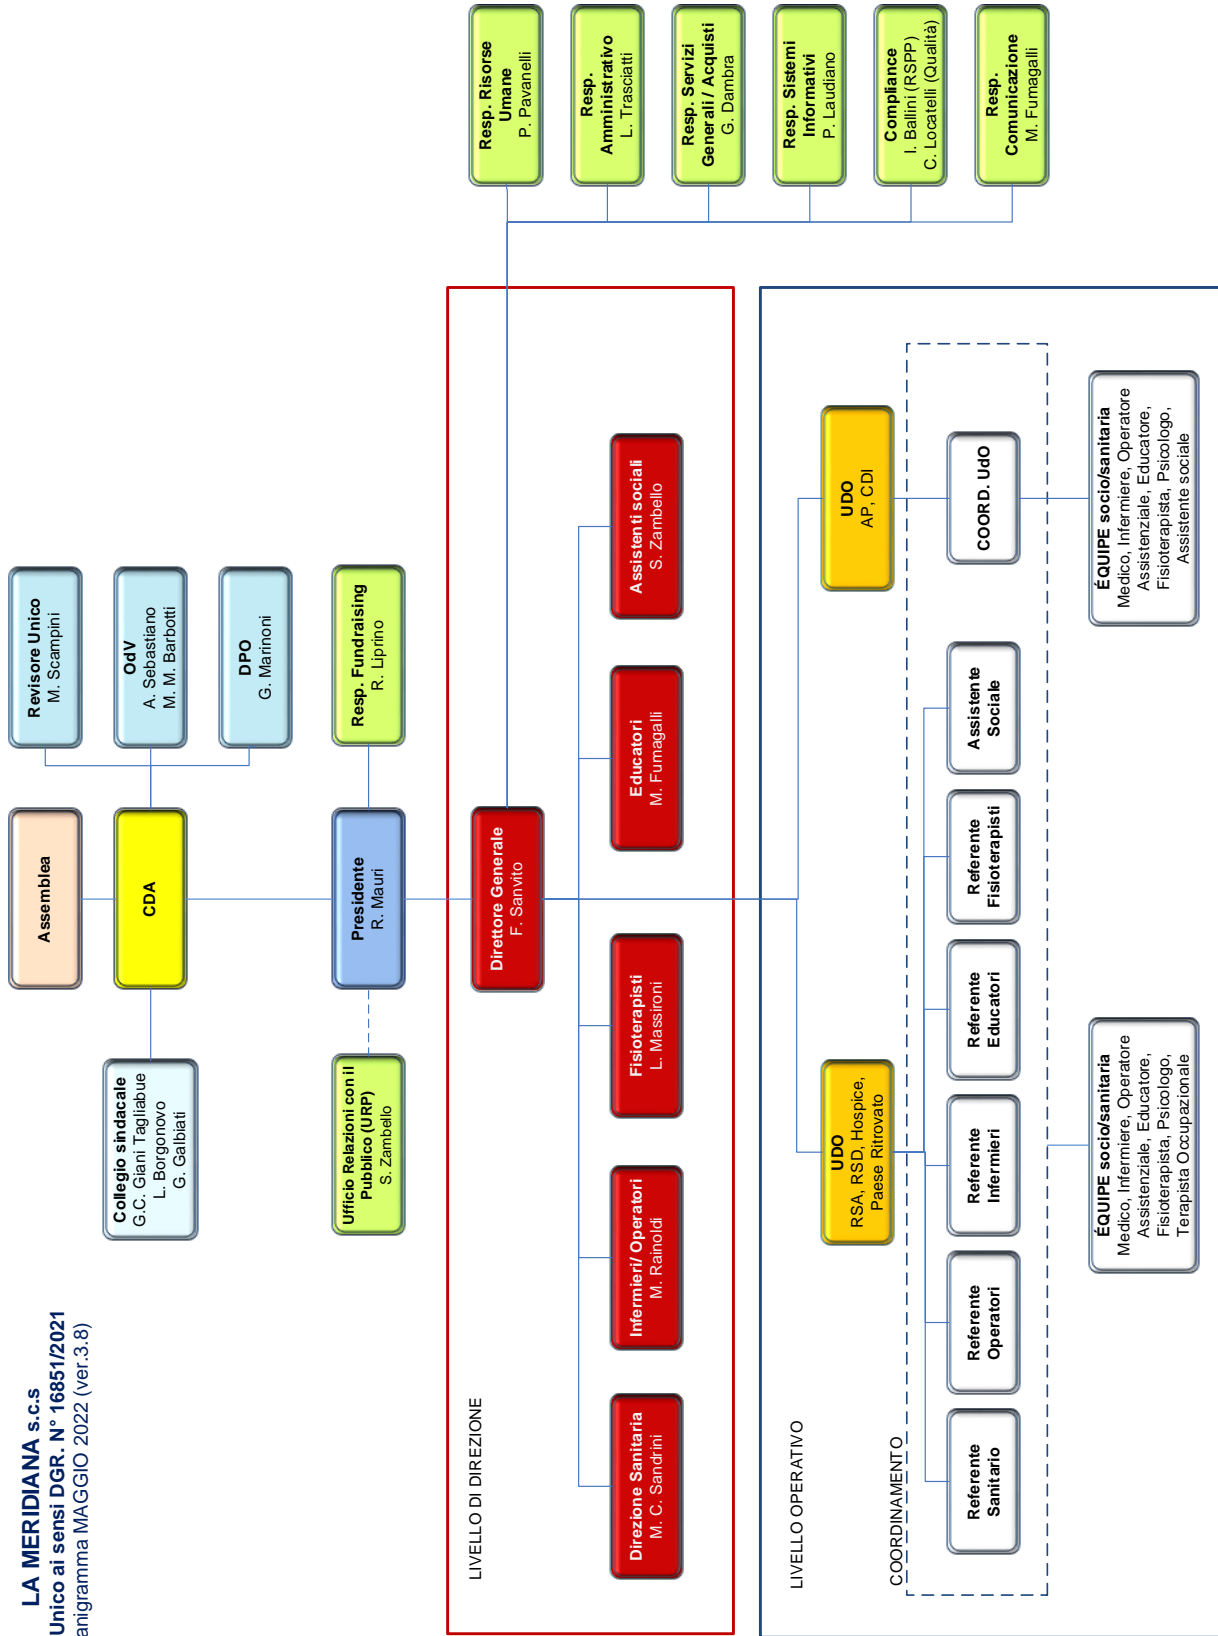 LA MERIDIANA s.c.s
Unico ai sensi DGR. N° 16851/2021
anigramma MAGGIO 2022 (ver.3.8)
Assemblea
Revisore Unico
M. Scampini
Collegio sindacale
G.C. Giani Tagliabue
L. Borgonovo
G. Galbiati
CDA
OdV
A. Sebastiano
M. M. Barbotti
DPO
G. Marinoni
Ufficio Relazioni con il
Pubblico (URP)
S. Zambello
Presidente
R. Mauri
Resp. Fundraising
R. Liprino
LIVELLO DI DIREZIONE
Direttore Generale
F. Sanvito
Resp. Risorse
Umane
P. Pavanelli
Resp.
Amministrativo
L. Trasciatti
Resp. Servizi
Generali / Acquisti
G. Dambra
Resp. Sistemi
Informativi
P. Laudiano
Compliance
I. Ballini (RSPP)
C. Locatelli (Qualità)
Resp.
Comunicazione
M. Fumagalli
Direzione Sanitaria
M. C. Sandrini
Infermieri/ Operatori
M. Rainoldi
Fisioterapisti
L. Massironi
Educatori
M. Fumagalli
Assistenti sociali
S. Zambello
LIVELLO OPERATIVO
UDO
RSA, RSD, Hospice,
Paese Ritrovato
UDO
AP, CDI
COORDINAMENTO
Referente
Sanitario
Referente
Operatori
Referente
Infermieri
Referente
Educatori
Referente
Fisioterapisti
Assistente
Sociale
COORD. UdO
ÉQUIPE socio/sanitaria
Medico, Infermiere, Operatore
Assistenziale, Educatore,
Fisioterapista, Psicologo,
Terapista Occupazionale
ÉQUIPE socio/sanitaria
Medico, Infermiere, Operatore
Assistenziale, Educatore,
Fisioterapista, Psicologo,
Assistente sociale